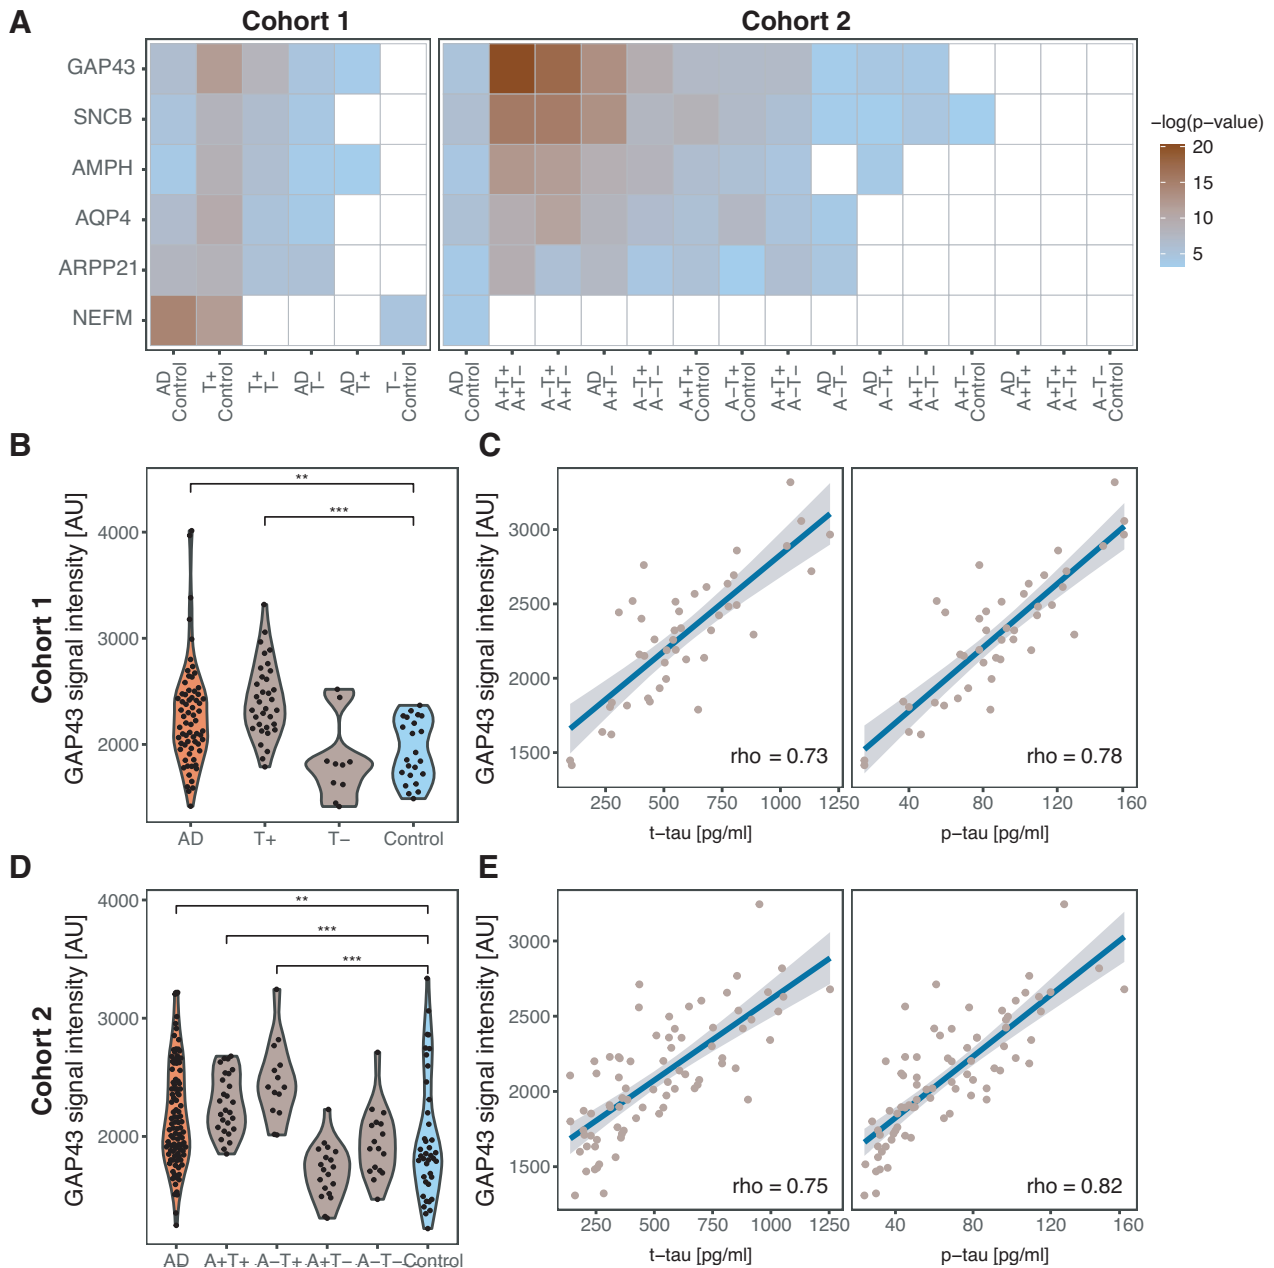 A
Cohort 1
Cohort 2
GAP43
SNCB
AMPH
AQP4
ARPP21
NEFM
−log(p−value)
20
15
10
5
AD
Control
T+
Control
T+
T−
AD
T−
AD
T+
T−
Control
AD
Control
A+T+
A+T−
A−T+
A+T−
AD
A+T−
A−T+
A−T−
A+T+
Control
A−T+
Control
A+T+
A−T−
AD
A−T−
AD
A−T+
A+T−
A−T−
A+T−
Control
AD
A+T+
A+T+
A−T+
A−T−
Control
B
Cohort 1
GAP43 signal intensity [AU]
4000
3000
2000
**
***
AD
T+
T−
Control
C
GAP43 signal intensity [AU]
3000
2500
2000
1500
rho = 0.73
rho = 0.78
250
500
750
1000
1250
40
80
120
160
t−tau [pg/ml]
p−tau [pg/ml]
D
Cohort 2
GAP43 signal intensity [AU]
4000
3000
2000
**
***
***
AD
A+T+
A−T+
A+T−
A−T−
Control
E
GAP43 signal intensity [AU]
3000
2500
2000
1500
rho = 0.75
rho = 0.82
250
500
750
1000
1250
40
80
120
160
t−tau [pg/ml]
p−tau [pg/ml]